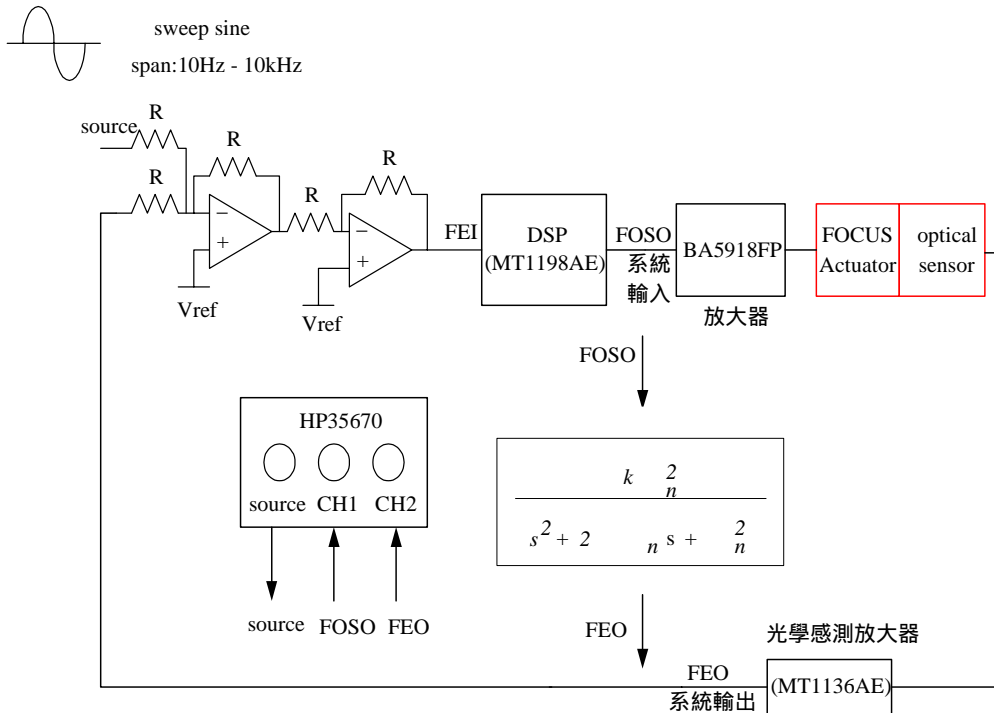 sweep sine
span:10Hz - 10kHz
R
source
R
R
R
R
−
+
Vref
−
+
Vref
FEI
DSP
(MT1198AE)
FOSO
系統
輸入
BA5918FP
放大器
FOCUS
Actuator
optical
sensor
FOSO
HP35670
source CH1 CH2
source FOSO FEO
k 2 n
s2 + 2 n s + 2 n
FEO
光學感測放大器
(MT1136AE)
FEO
系統輸出